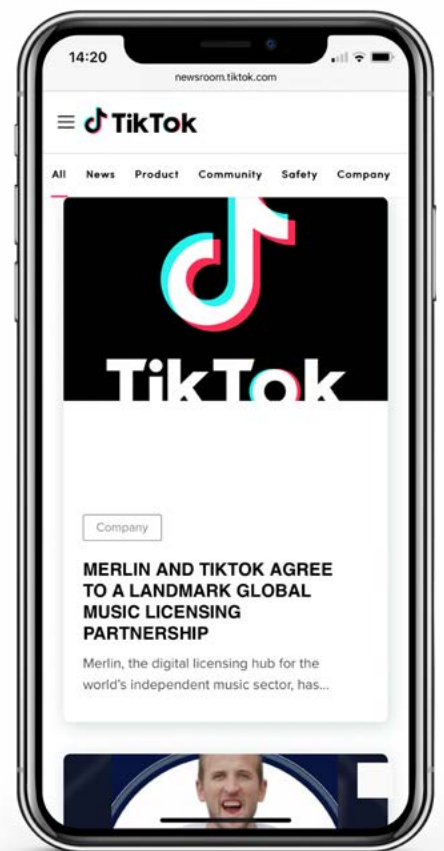 14:20
newsroom.tiktok.com
TikTok
All News Product Community Safety Company
TikTok
Company
MERLIN AND TIKTOK AGREE
TO A LANDMARK GLOBAL
MUSIC LICENSING
PARTNERSHIP
Merlin, the digital licensing hub for the
world's independent music sector, has...